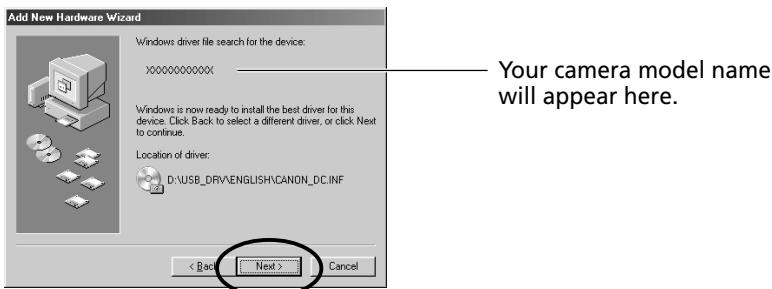 Add New Hardware Wizard
Windows driver file search for the device:
XXXXXXXXXXX
Your camera model name
will appear here.
Windows is now ready to install the best driver for this
device. Click Back to select a different driver, or click Next
to continue.
Location of driver:
D:\USB_DRV\ENGLISH\CANON_DC.INF
< Back
Next >
Cancel